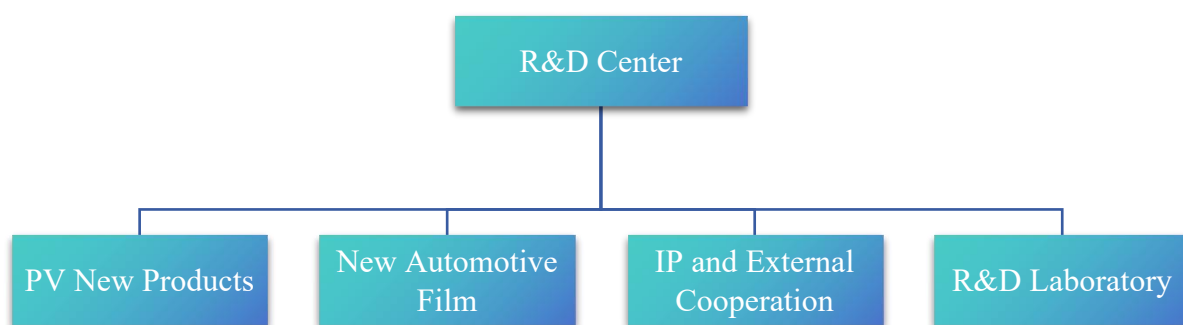 R&D Center
PV New Products
New Automotive
Film
IP and External
Cooperation
R&D Laboratory